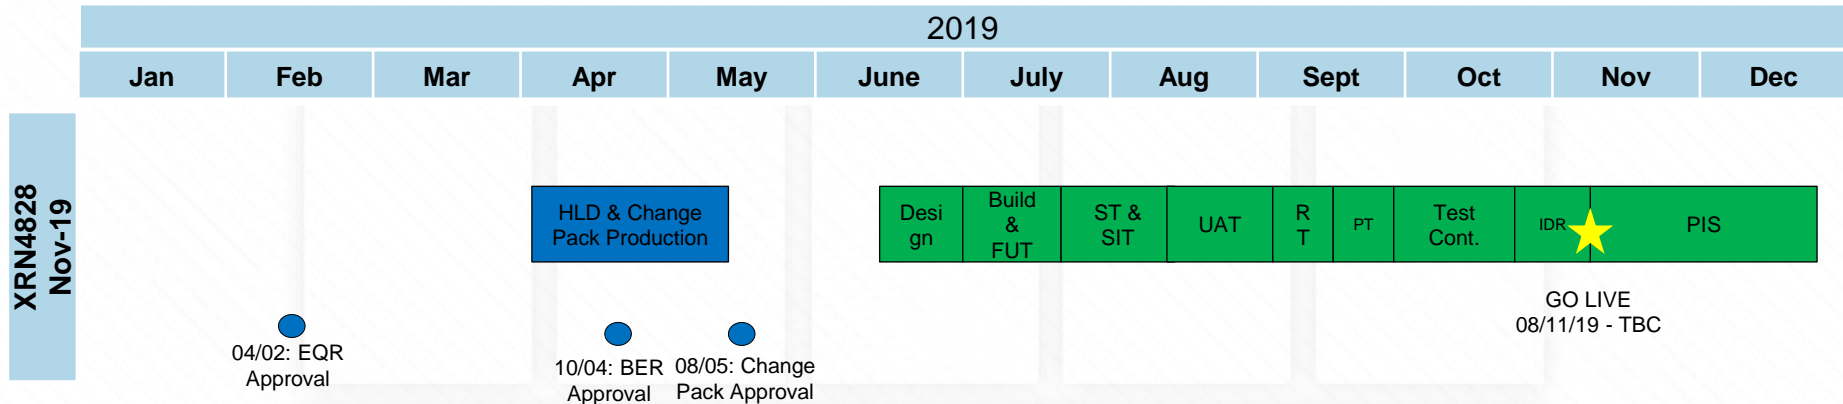 2019
Jan Feb Mar Apr May June July Aug Sept Oct Nov Dec
XRN4828
Nov-19
HLD & Change
Pack Production
Desi
gn
Build
&
FUT
ST &
SIT
UAT
R
T
PT
Test
Cont.
IDR
PIS
04/02: EQR
Approval
10/04: BER
Approval
08/05: Change
Pack Approval
GO LIVE
08/11/19 - TBC